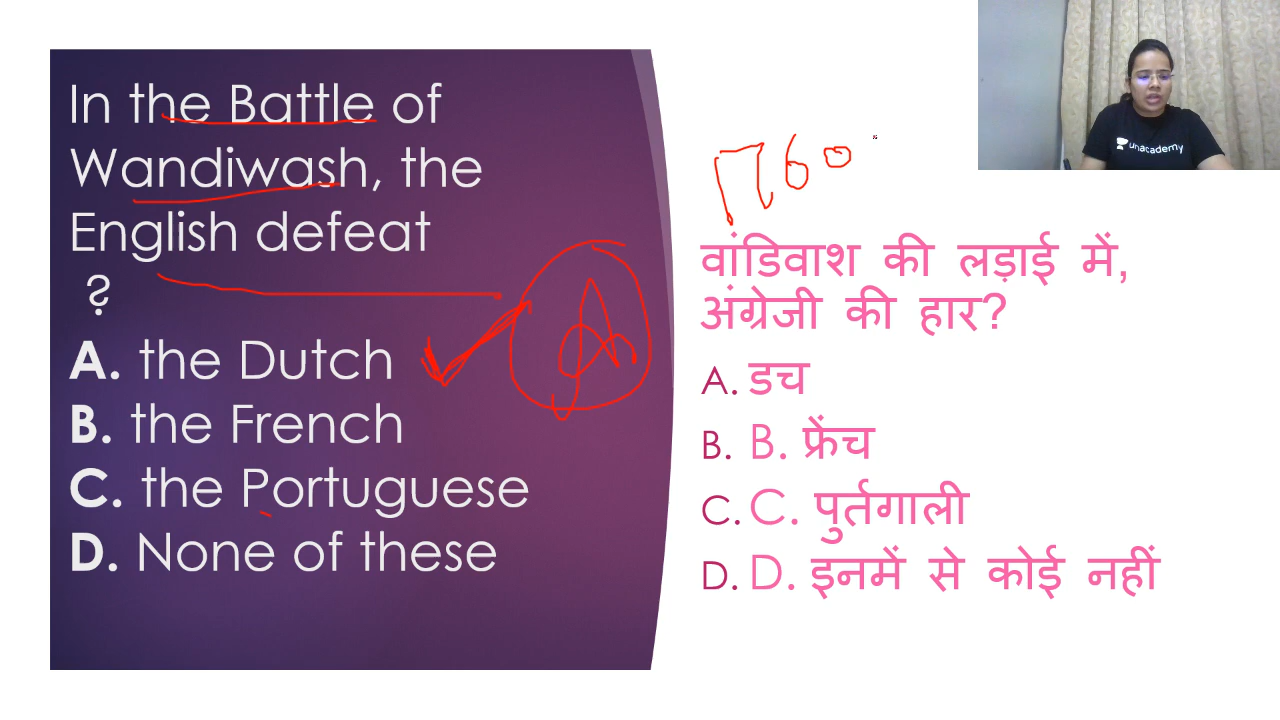 In the Battle of
Wandiwash, the
English defeat
?
A. the Dutch
B. the French
C. the Portuguese
D. None of these
A
1760
वांडिवाश की लड़ाई में,
अंग्रेजी की हार?
A. डच
B. B. फ्रेंच
C. C. पुर्तगाली
D. D. इनमें से कोई नहीं
unacademy